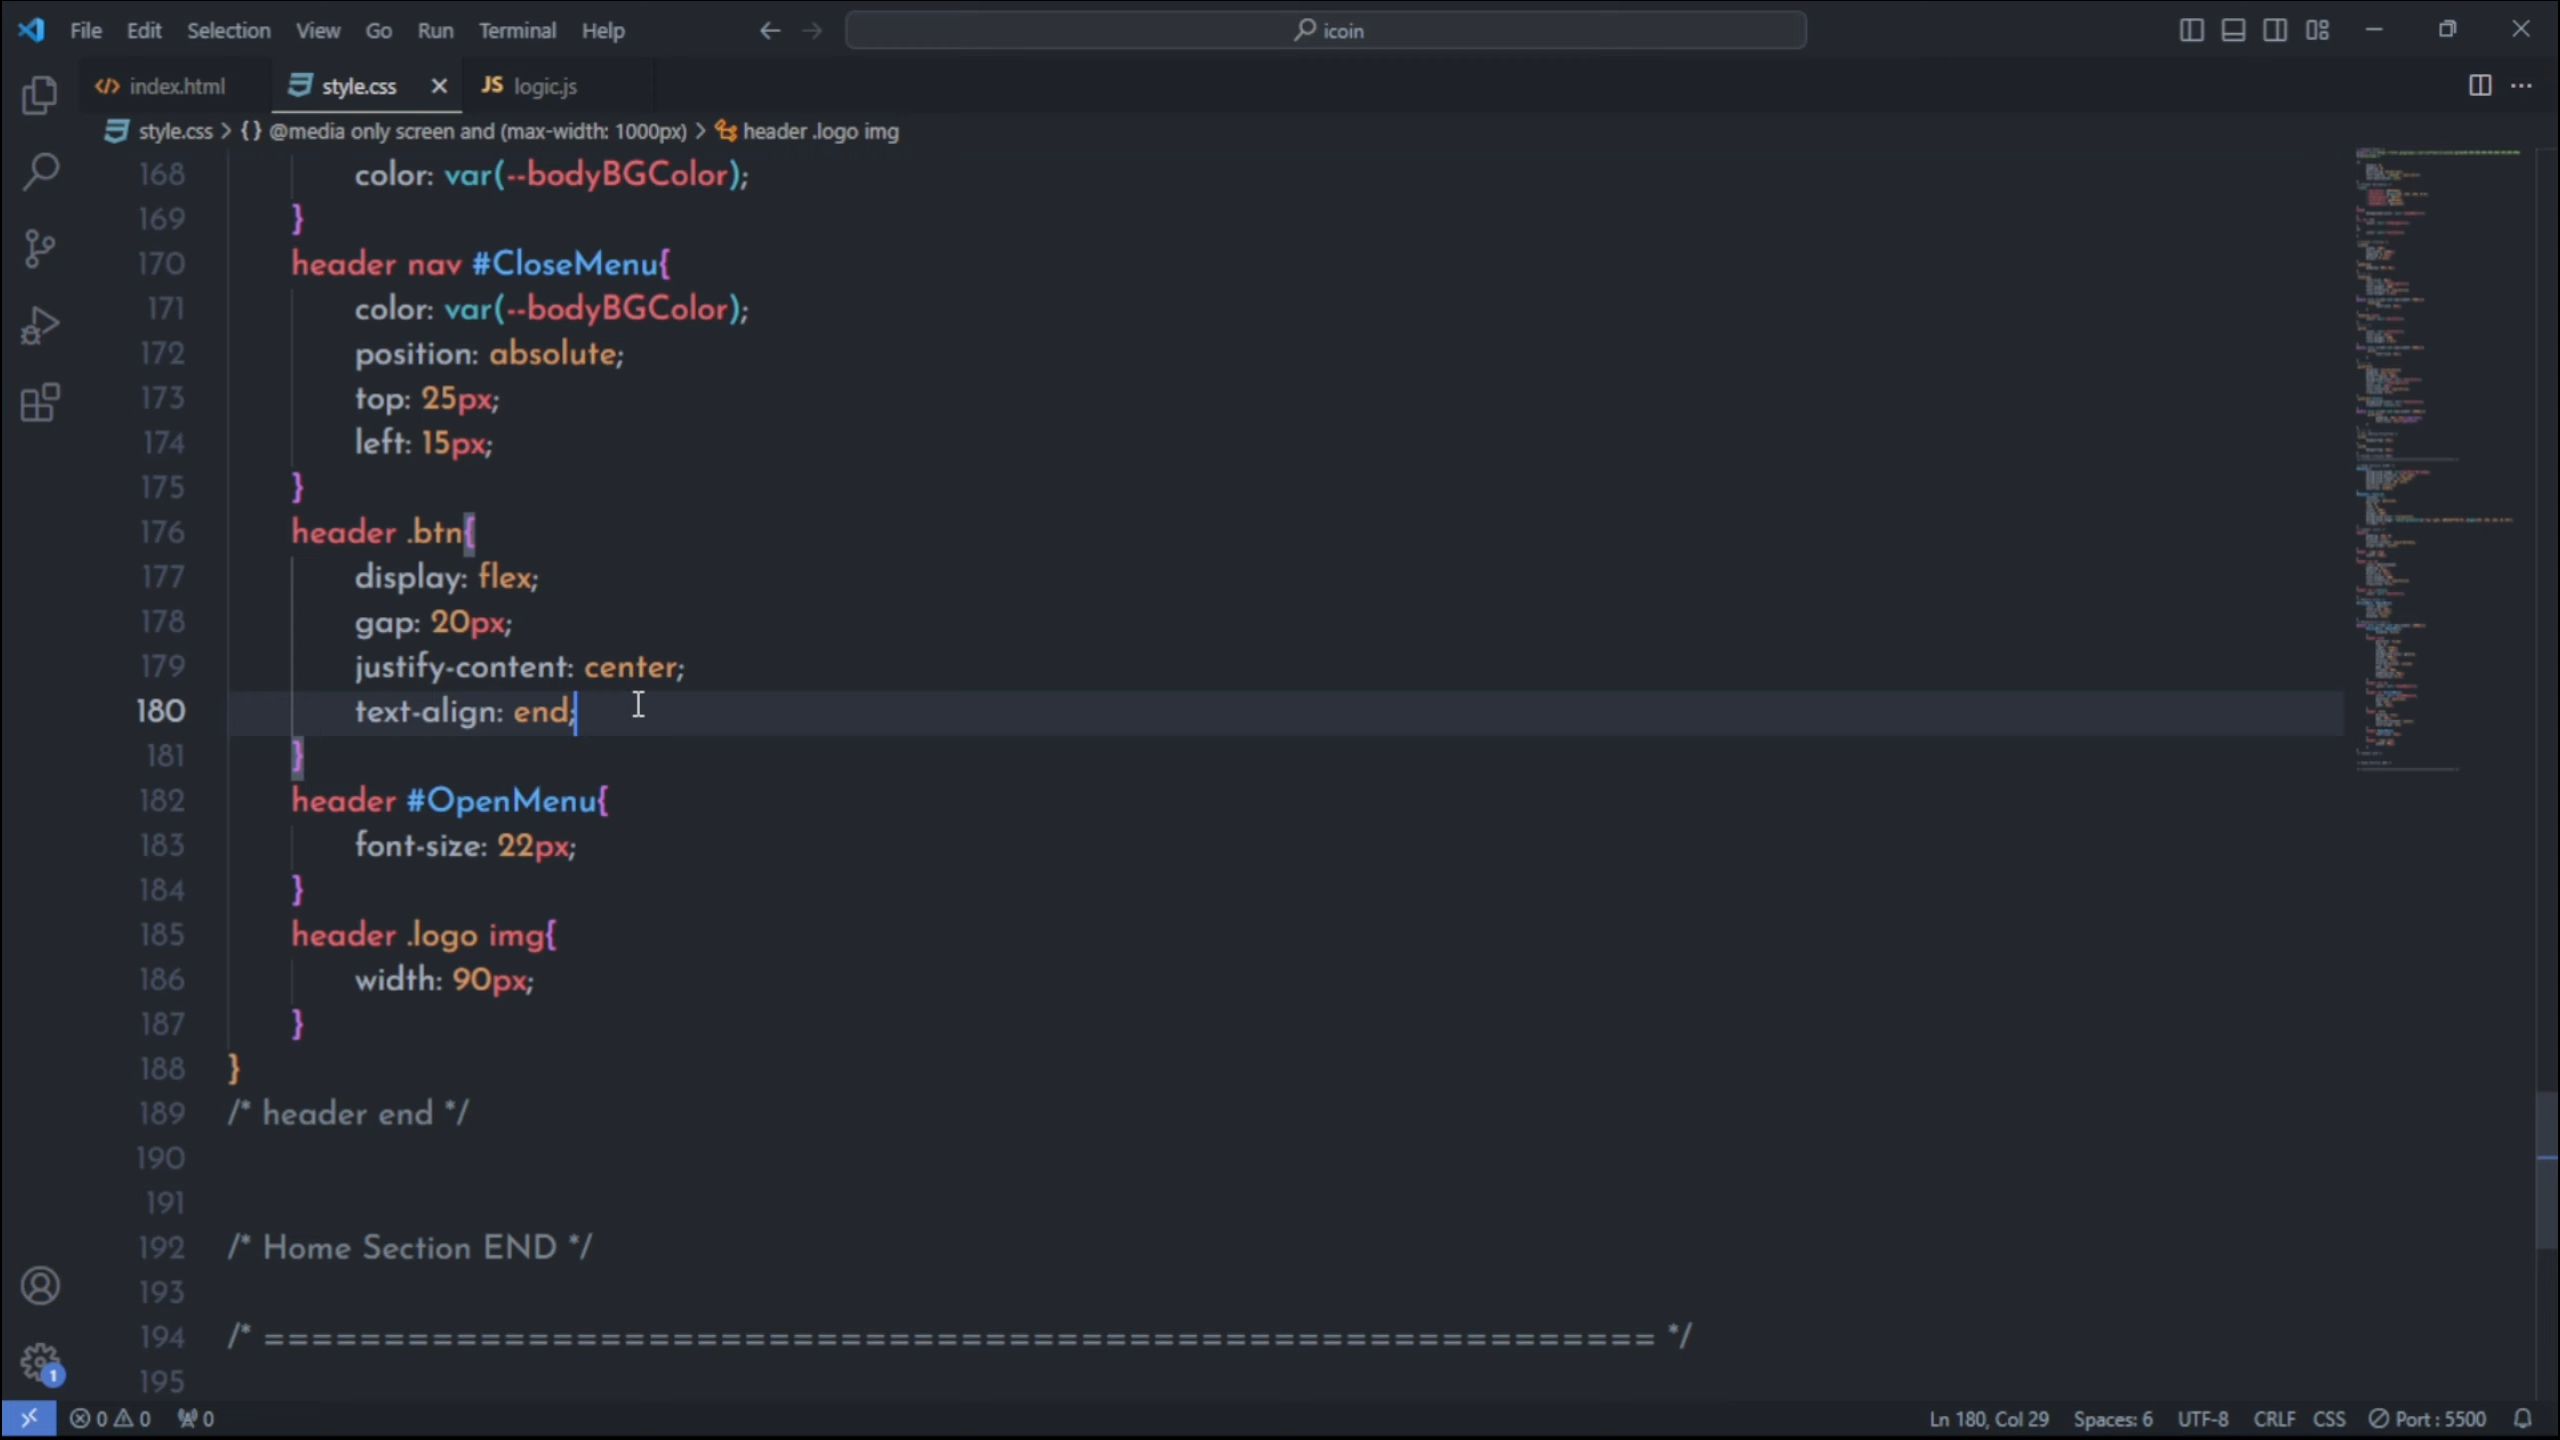 File Edit Selection View Go Run Terminal Help icoin
index.html style.css JS logic.js
style.css > {} @media only screen and (max-width: 1000px) > header .logo img
168 color: var(--bodyBGColor);
169 }
170 header nav #CloseMenu{
171 color: var(--bodyBGColor);
172 position: absolute;
173 top: 25px;
174 left: 15px;
175 }
176 header .btn{
177 display: flex;
178 gap: 20px;
179 justify-content: center;
180 text-align: end;
181 }
182 header #OpenMenu{
183 font-size: 22px;
184 }
185 header .logo img{
186 width: 90px;
187 }
188 }
189 /* header end */
190
191
192 /* Home Section END */
193
194 /* ========================================================== */
195
1
0 0 0 Ln 180, Col 29 Spaces: 6 UTF-8 CRLF CSS Port : 5500